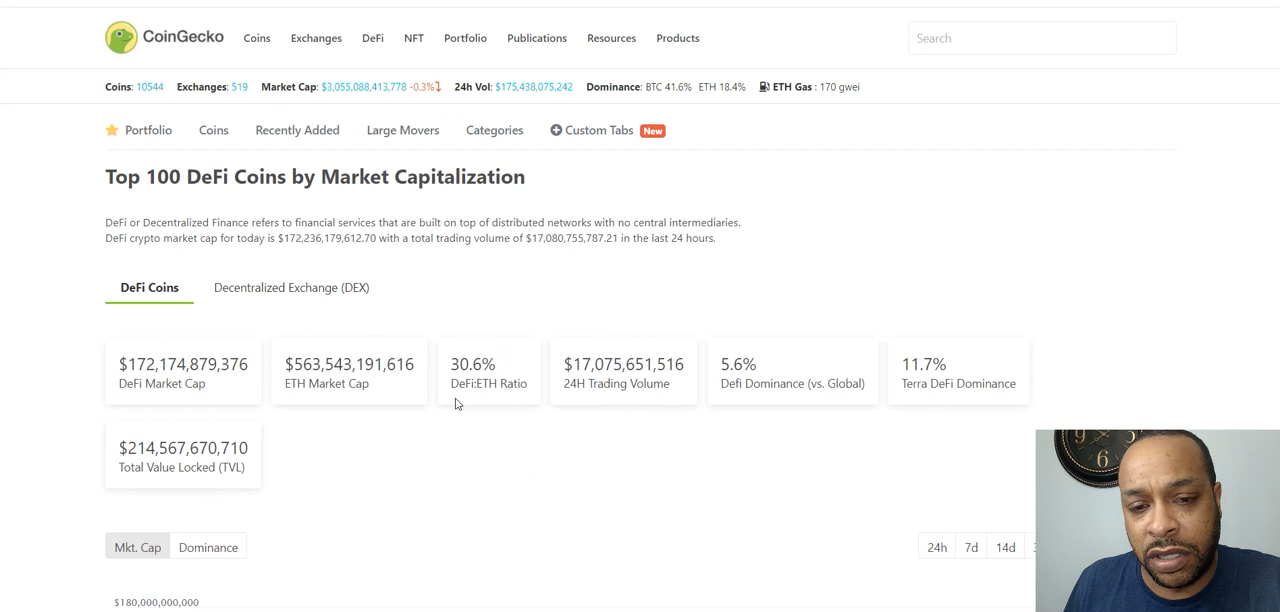 CoinGecko Coins Exchanges DeFi NFT Portfolio Publications Resources Products Search
Coins: 10544 Exchanges: 519 Market Cap: $3,055,088,413,778 -0.3% 24h Vol: $175,438,075,242 Dominance: BTC 41.6% ETH 18.4% ETH Gas : 170 gwei
Portfolio Coins Recently Added Large Movers Categories Custom Tabs New
Top 100 DeFi Coins by Market Capitalization
DeFi or Decentralized Finance refers to financial services that are built on top of distributed networks with no central intermediaries.
DeFi crypto market cap for today is $172,236,179,612.70 with a total trading volume of $17,080,755,787.21 in the last 24 hours.
DeFi Coins Decentralized Exchange (DEX)
$172,174,879,376 $563,543,191,616 30.6% $17,075,651,516 5.6% 11.7%
DeFi Market Cap ETH Market Cap DeFi:ETH Ratio 24H Trading Volume Defi Dominance (vs. Global) Terra DeFi Dominance
$214,567,670,710
Total Value Locked (TVL)
9 6
Mkt. Cap Dominance 24h 7d 14d
$180,000,000,000